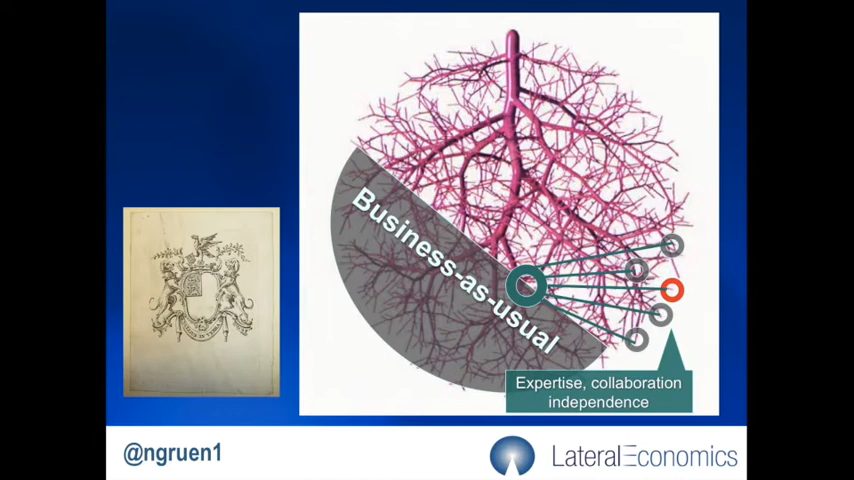 Business-as-usual
Expertise, collaboration
independence
@ngruen1
LateralEconomics